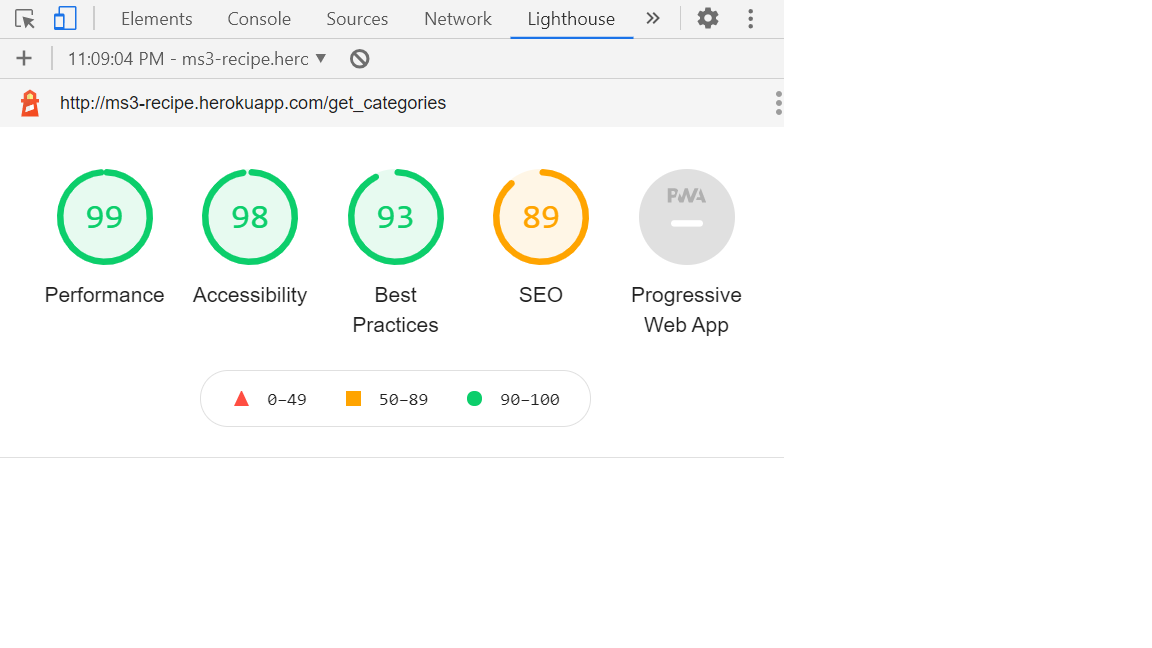 Elements Console Sources Network Lighthouse »
+ 11:09:04 PM - ms3-recipe.herc ▼
http://ms3-recipe.herokuapp.com/get_categories
99 98 93 89 PWA
Performance Accessibility Best Practices SEO Progressive Web App
0–49 50–89 90–100